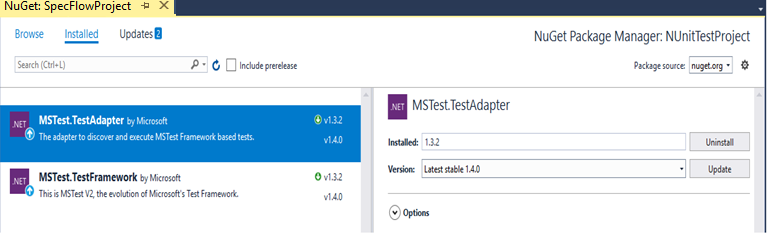 NuGet: SpecFlowProject
Browse Installed Updates 2
NuGet Package Manager: NUnitTestProject
Search (Ctrl+L)
Include prerelease
Package source: nuget.org
.NET
MSTest.TestAdapter by Microsoft
v1.3.2
The adapter to discover and execute MSTest Framework based tests.
v1.4.0
.NET
MSTest.TestFramework by Microsoft
v1.3.2
This is MSTest V2, the evolution of Microsoft's Test Framework.
v1.4.0
.NET
MSTest.TestAdapter
Installed: 1.3.2 Uninstall
Version: Latest stable 1.4.0 Update
Options